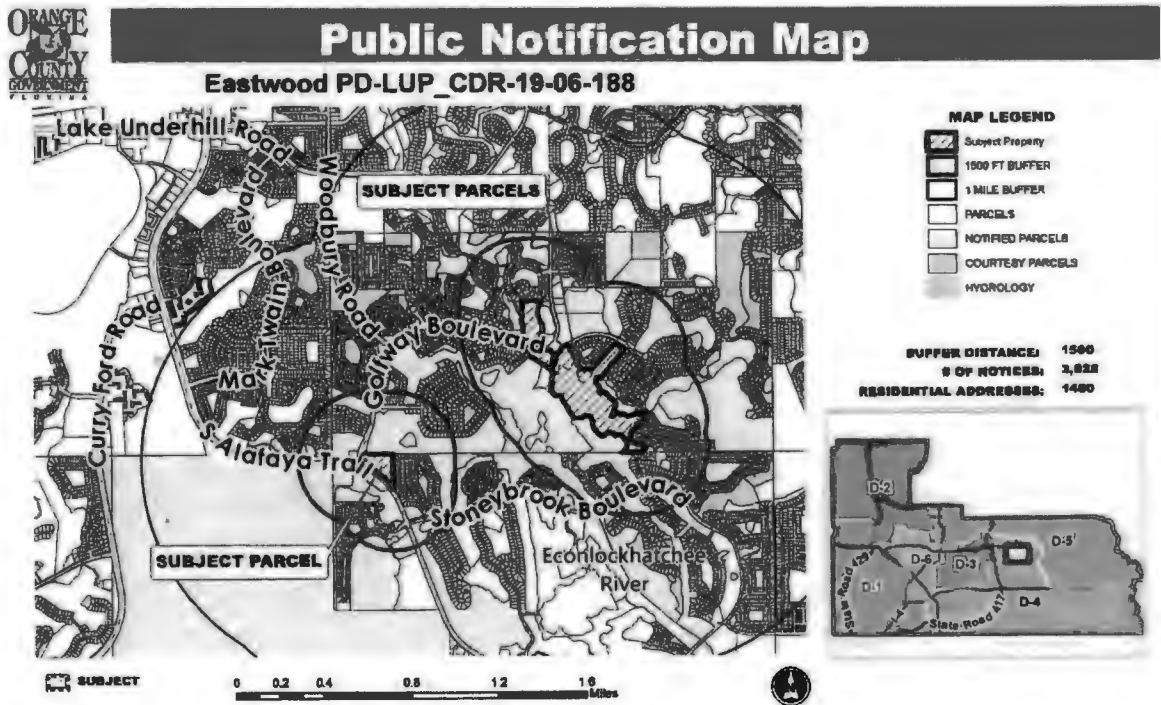 ORANGE
COUNTY
GOVERNMENT
FLORIDA
Public Notification Map
Eastwood PD-LUP_CDR-19-06-188
Lake Underhill Road
Woodbury Road
Mark Twain Boulevard
SUBJECT PARCELS
Golfway Boulevard
Curry Ford Road
S Alafaya Trail
Stoneybrook Boulevard
SUBJECT PARCEL
Econlockhatchee
River
MAP LEGEND
Subject Property
1500 FT BUFFER
1 MILE BUFFER
PARCELS
NOTIFIED PARCELS
COURTESY PARCELS
HYDROLOGY
BUFFER DISTANCE: 1500
# OF NOTICES:
RESIDENTIAL ADDRESSES:
D-2
D-5
D-6
D-3
D-1
D-4
State Road 429
State Road 417
SUBJECT
0 0.2 0.4 0.8 1.2 1.6
Miles